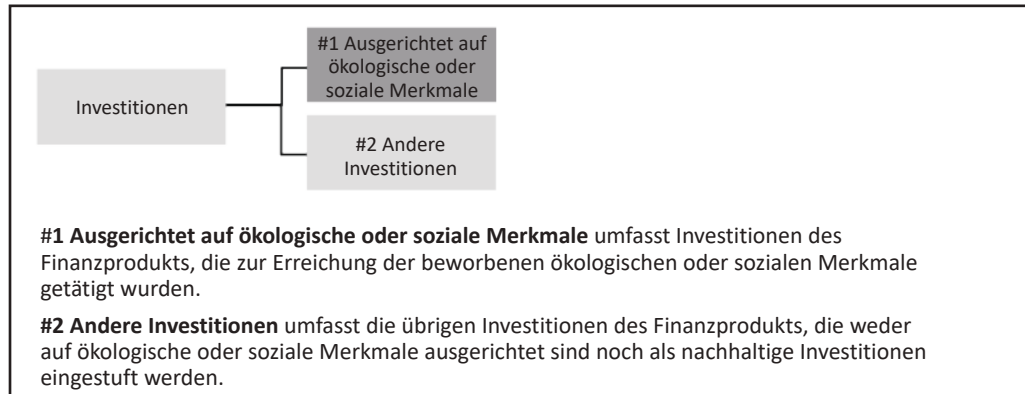 #1 Ausgerichtet auf
ökologische oder
soziale Merkmale
Investitionen
#2 Andere
Investitionen
#1 Ausgerichtet auf ökologische oder soziale Merkmale umfasst Investitionen des
Finanzprodukts, die zur Erreichung der beworbenen ökologischen oder sozialen Merkmale
getätigt wurden.
#2 Andere Investitionen umfasst die übrigen Investitionen des Finanzprodukts, die weder
auf ökologische oder soziale Merkmale ausgerichtet sind noch als nachhaltige Investitionen
eingestuft werden.